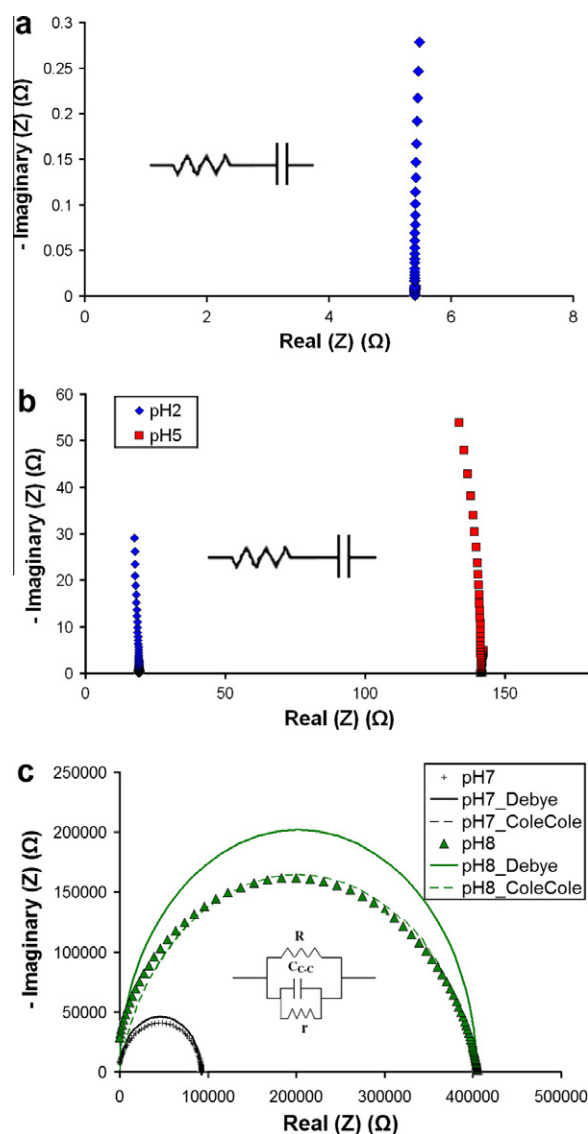 a
0.3
0.25
0.2
0.15
0.1
0.05
0
- Imaginary (Z) (Ω)
0 2 4 6 8
Real (Z) (Ω)
b
60
50
40
30
20
10
0
- Imaginary (Z) (Ω)
pH2
pH5
0 50 100 150
Real (Z) (Ω)
c
250000
200000
150000
100000
50000
0
- Imaginary (Z) (Ω)
pH7
pH7_Debye
pH7_ColeCole
pH8
pH8_Debye
pH8_ColeCole
R
CC-C
r
0 100000 200000 300000 400000 500000
Real (Z) (Ω)